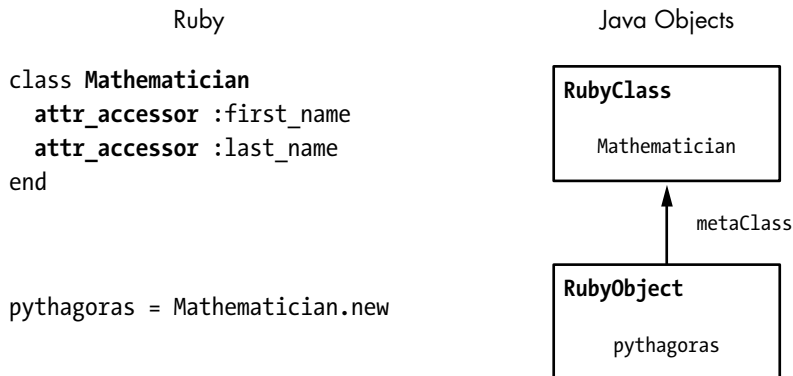 Ruby
Java Objects
class Mathematician
  attr_accessor :first_name
  attr_accessor :last_name
end
pythagoras = Mathematician.new
RubyClass
Mathematician
metaClass
RubyObject
pythagoras